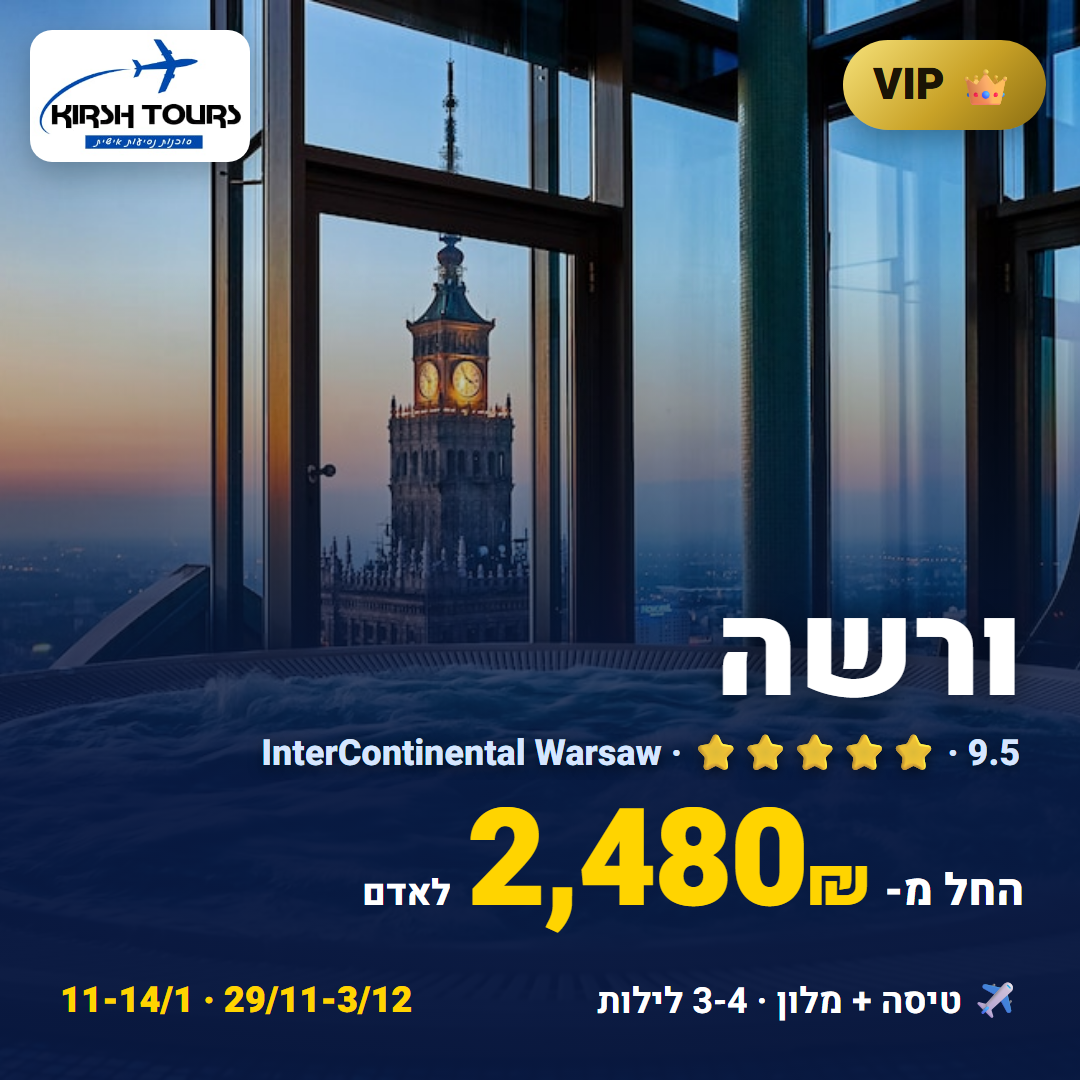 KIRSH TOURS
סוכנות נסיעות אישית
VIP 👑
ורשה
InterContinental Warsaw · ⭐⭐⭐⭐⭐ · 9.5
החל מ- ₪2,480 לאדם
✈️ טיסה + מלון · 3-4 לילות
11-14/1 · 29/11-3/12